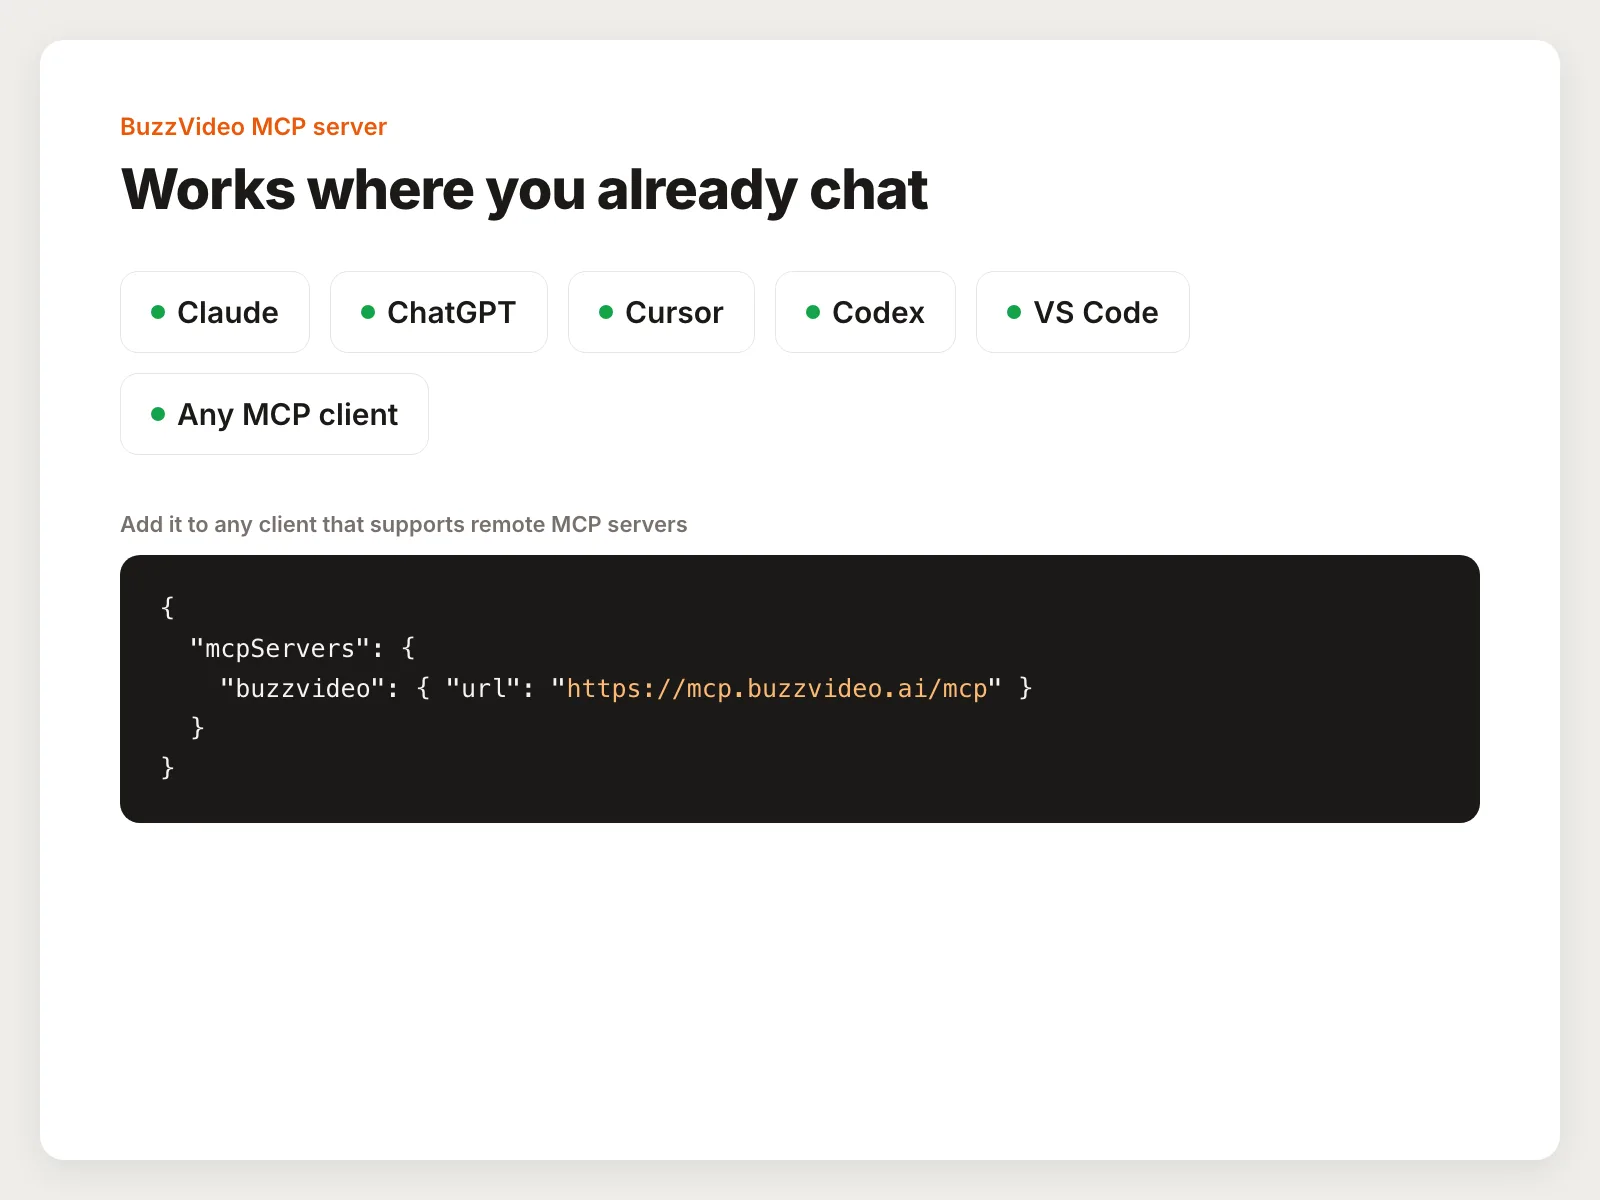 BuzzVideo MCP server
Works where you already chat
Claude
ChatGPT
Cursor
Codex
VS Code
Any MCP client
Add it to any client that supports remote MCP servers
{
  "mcpServers": {
    "buzzvideo": { "url": "https://mcp.buzzvideo.ai/mcp" }
  }
}